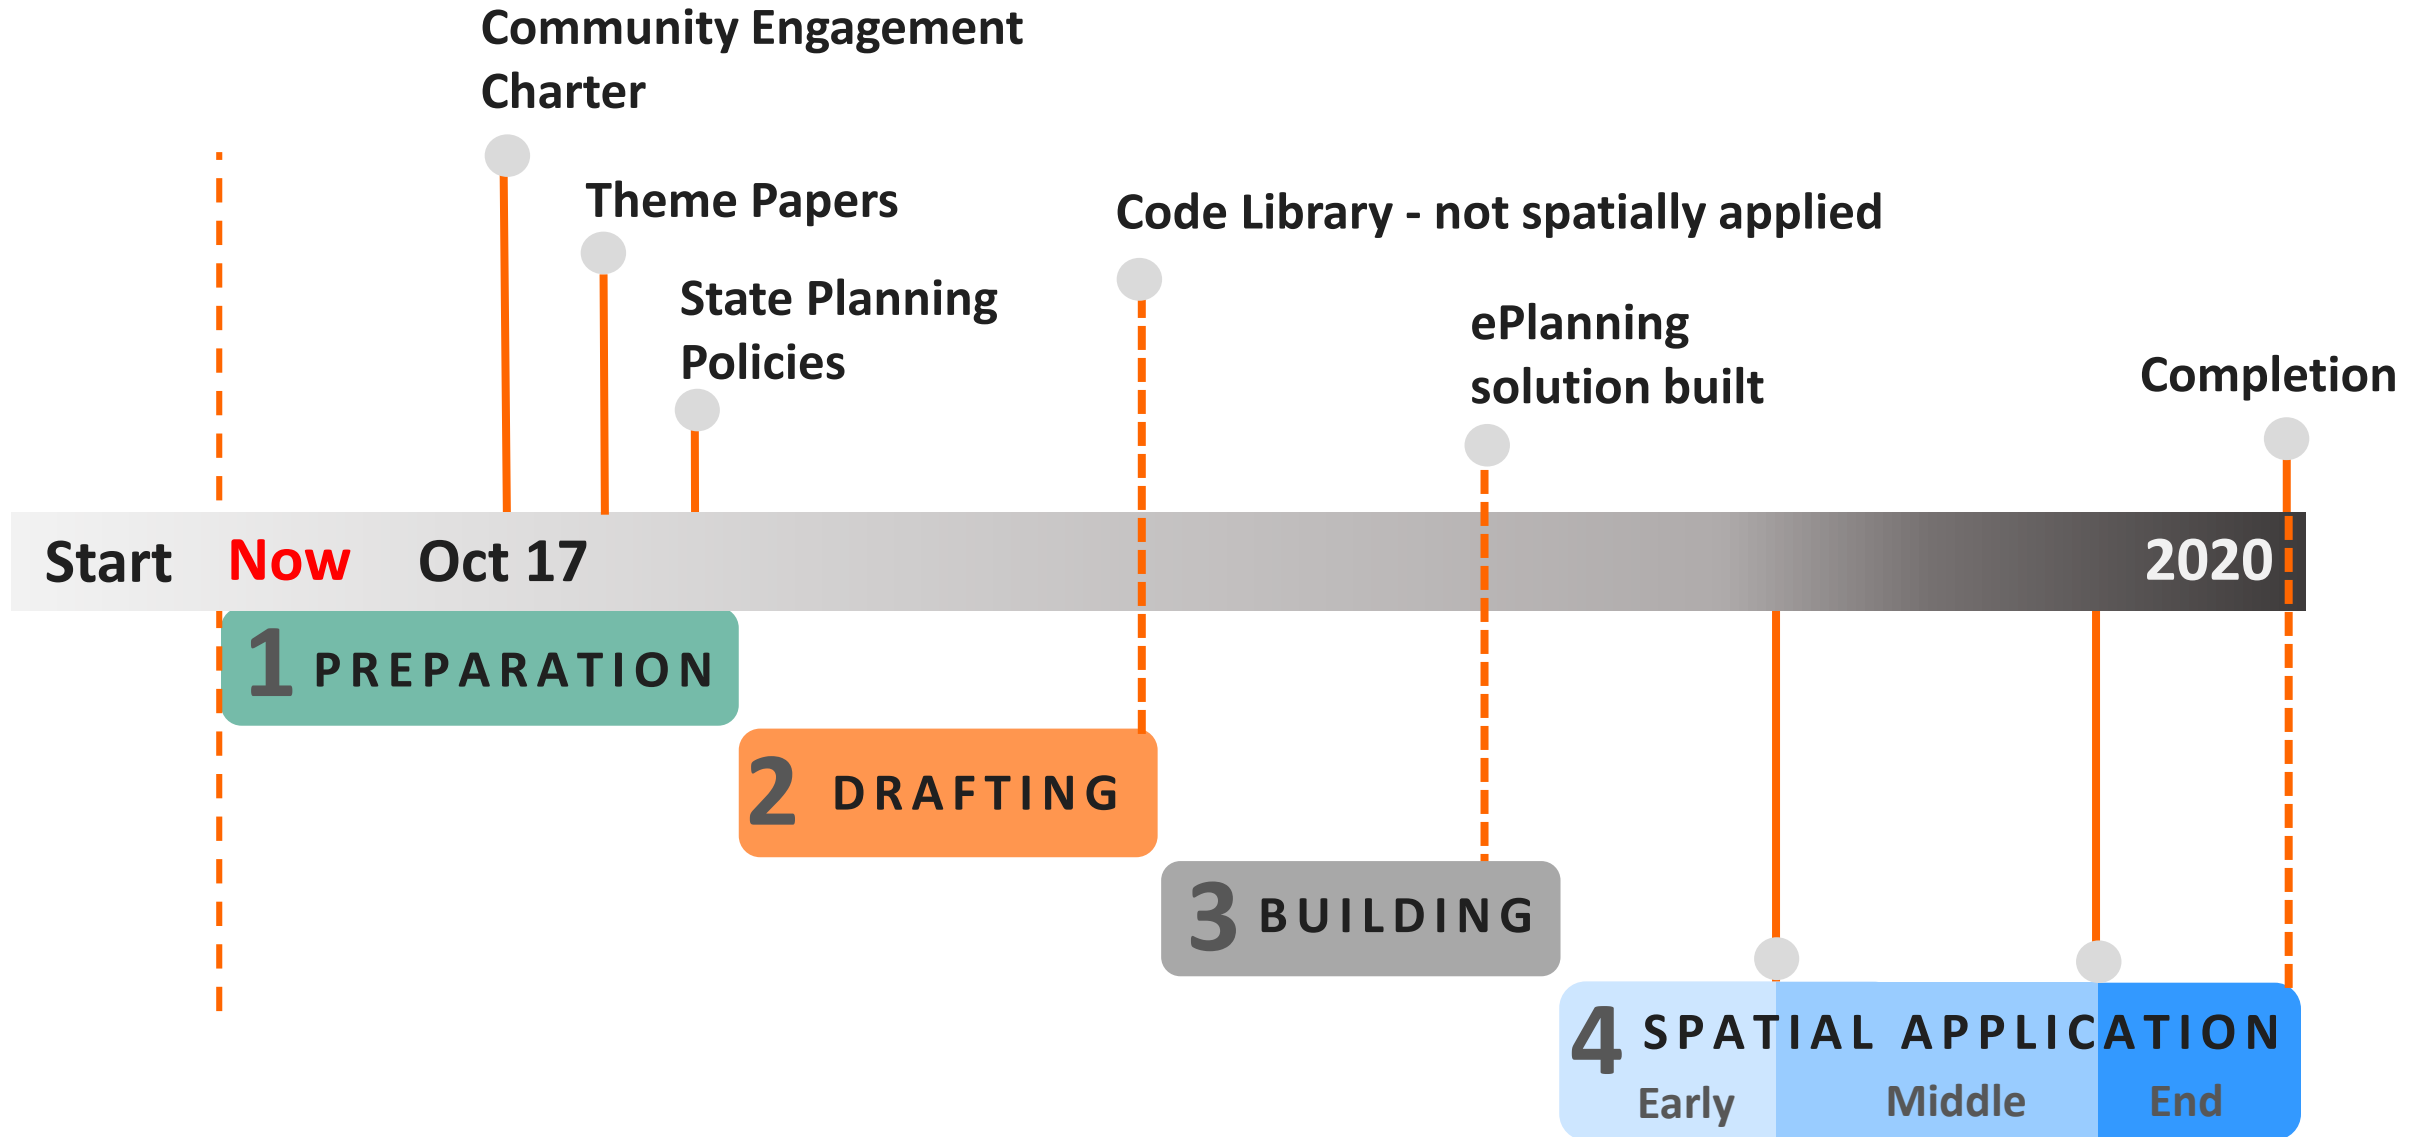 Community Engagement
Charter
Theme Papers
Code Library - not spatially applied
State Planning
Policies
ePlanning
solution built
Completion
Start Now Oct 17 2020
1 PREPARATION
2 DRAFTING
3 BUILDING
4 SPATIAL APPLICATION
Early Middle End